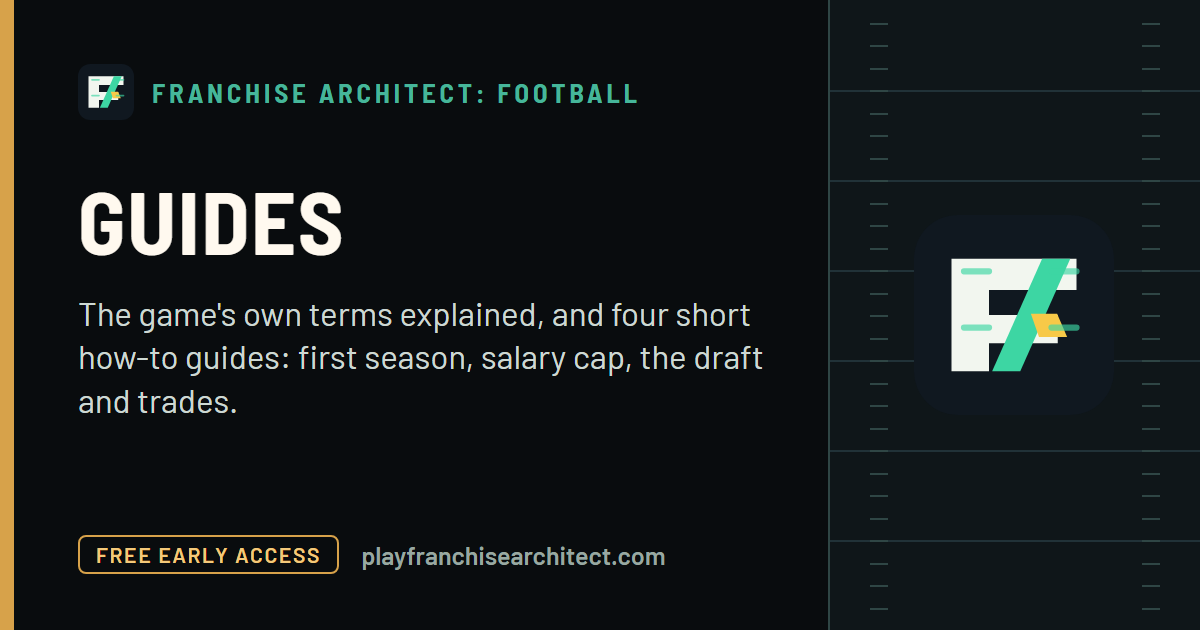 FRANCHISE ARCHITECT: FOOTBALL
GUIDES
The game's own terms explained, and four short
how-to guides: first season, salary cap, the draft
and trades.
FREE EARLY ACCESS
playfranchisearchitect.com